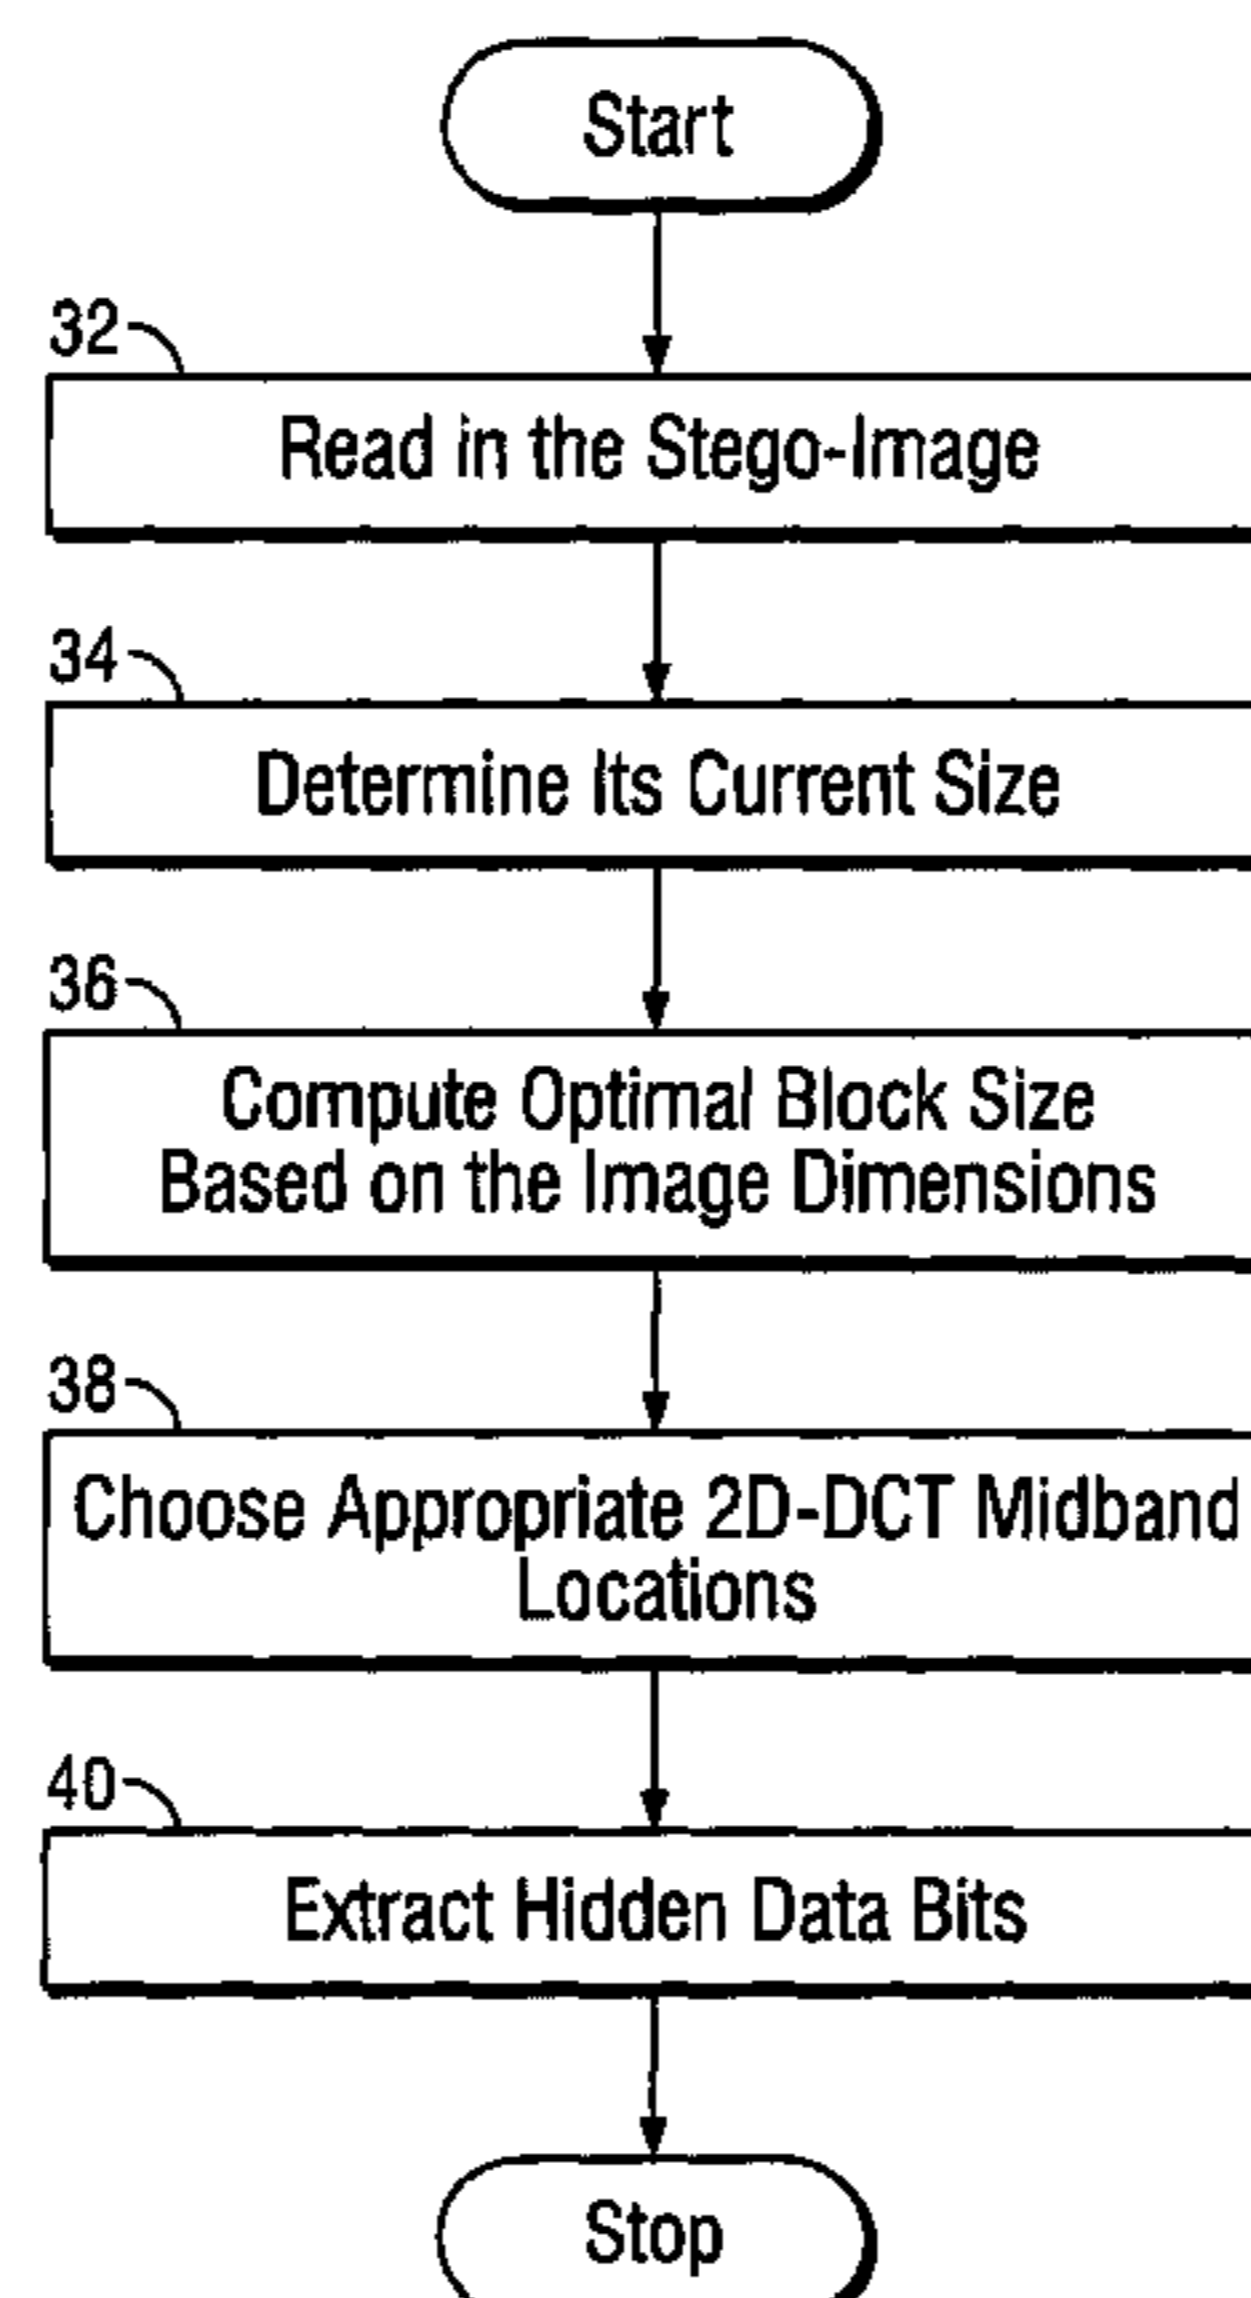 Start
32
Read in the Stego-Image
34
Determine Its Current Size
36
Compute Optimal Block Size
Based on the Image Dimensions
38
Choose Appropriate 2D-DCT Midband
Locations
40
Extract Hidden Data Bits
Stop